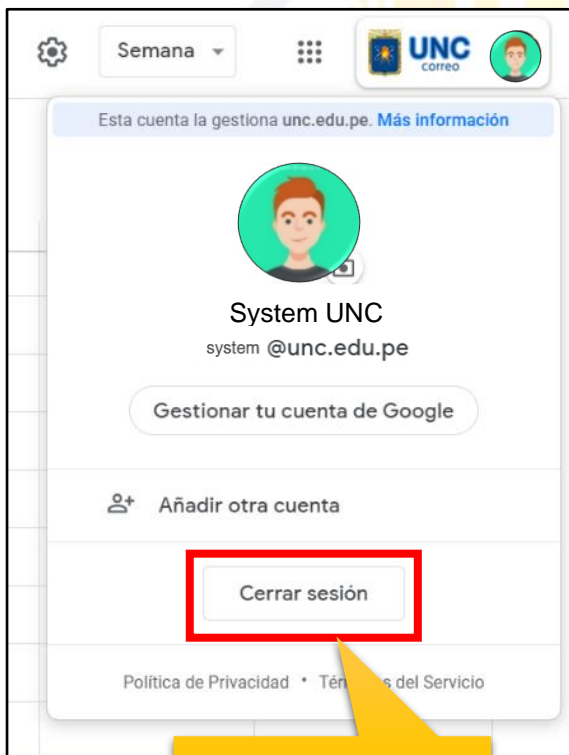 Semana
UNC
correo
Esta cuenta la gestiona unc.edu.pe. Más información
System UNC
system @unc.edu.pe
Gestionar tu cuenta de Google
Añadir otra cuenta
Cerrar sesión
Política de Privacidad • del Servicio